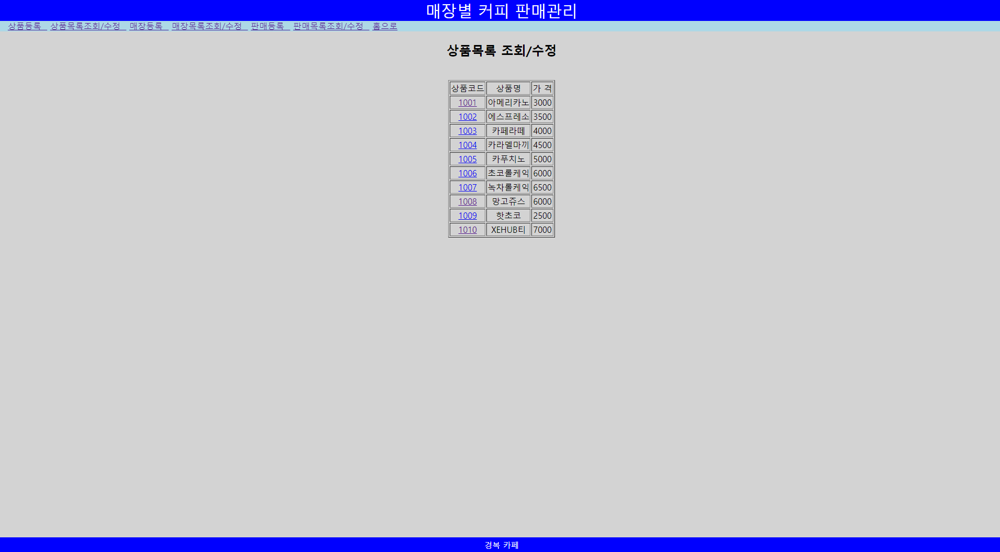 매장별 커피 판매관리
상품등록 상품목록조회/수정 매장등록 매장목록조회/수정 판매등록 판매목록조회/수정 홈으로
상품목록 조회/수정
상품코드 상품명 가 격
1001 아메리카노 3000
1002 에스프레소 3500
1003 카페라떼 4000
1004 카라멜마끼 4500
1005 카푸치노 5000
1006 초코롤케익 6000
1007 녹차롤케익 6500
1008 망고쥬스 6000
1009 핫초코 2500
1010 XEHUB티 7000
경복 카페